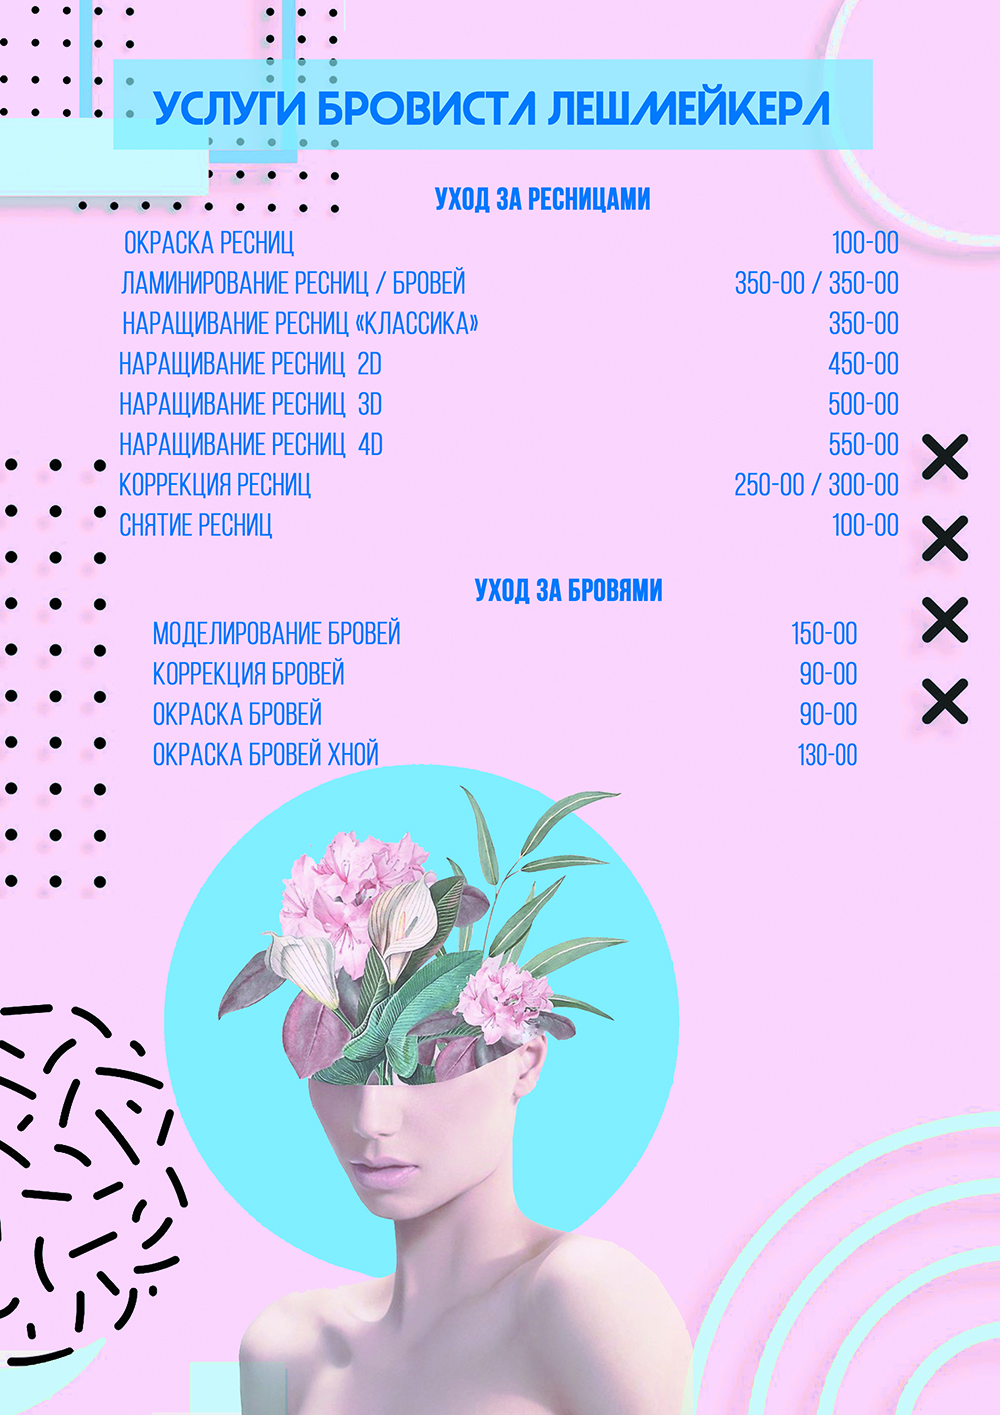 УСЛУГИ БРОВИСТА ЛЕШМЕЙКЕРА
УХОД ЗА РЕСНИЦАМИ
ОКРАСКА РЕСНИЦ 100-00
ЛАМИНИРОВАНИЕ РЕСНИЦ / БРОВЕЙ 350-00 / 350-00
НАРАЩИВАНИЕ РЕСНИЦ «КЛАССИКА» 350-00
НАРАЩИВАНИЕ РЕСНИЦ 2D 450-00
НАРАЩИВАНИЕ РЕСНИЦ 3D 500-00
НАРАЩИВАНИЕ РЕСНИЦ 4D 550-00
КОРРЕКЦИЯ РЕСНИЦ 250-00 / 300-00
СНЯТИЕ РЕСНИЦ 100-00
УХОД ЗА БРОВЯМИ
МОДЕЛИРОВАНИЕ БРОВЕЙ 150-00
КОРРЕКЦИЯ БРОВЕЙ 90-00
ОКРАСКА БРОВЕЙ 90-00
ОКРАСКА БРОВЕЙ ХНОЙ 130-00